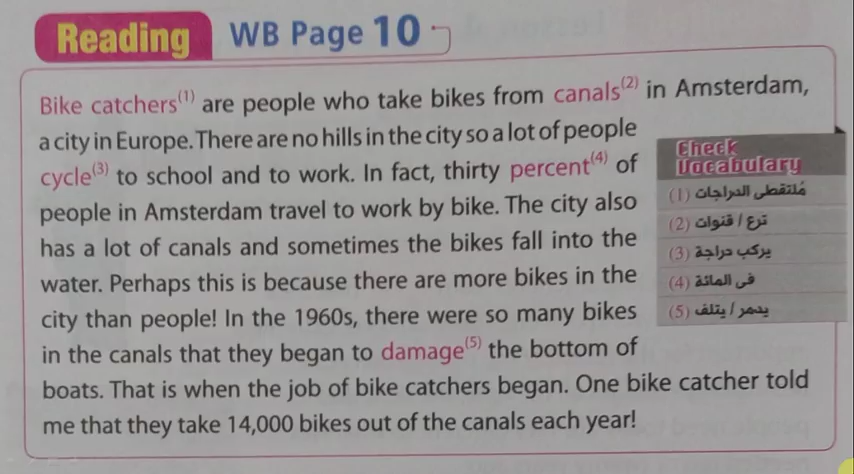 Reading WB Page 10
Bike catchers(1) are people who take bikes from canals(2) in Amsterdam,
a city in Europe. There are no hills in the city so a lot of people
cycle(3) to school and to work. In fact, thirty percent(4) of
people in Amsterdam travel to work by bike. The city also
has a lot of canals and sometimes the bikes fall into the
water. Perhaps this is because there are more bikes in the
city than people! In the 1960s, there were so many bikes
in the canals that they began to damage(5) the bottom of
boats. That is when the job of bike catchers began. One bike catcher told
me that they take 14,000 bikes out of the canals each year!
Check
Vocabulary
(1) مُلتقطى الدراجات
(2) ترع / قنوات
(3) يركب دراجة
(4) فى المائة
(5) يدمر / يتلف